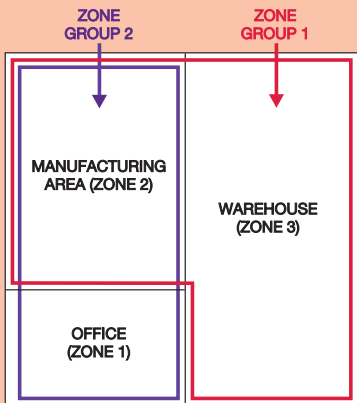 ZONE
GROUP 2
ZONE
GROUP 1
MANUFACTURING
AREA (ZONE 2)
WAREHOUSE
(ZONE 3)
OFFICE
(ZONE 1)